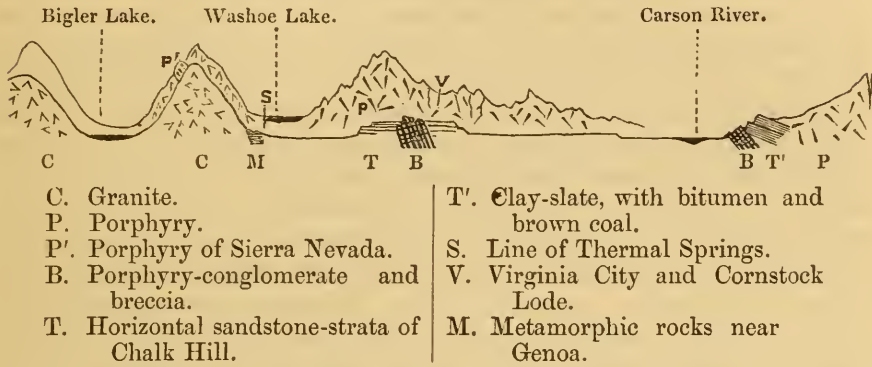 Bigler Lake. Washoe Lake. Carson River.
P′
S
V
P
C C M T B B T′ P
C. Granite.
P. Porphyry.
P′. Porphyry of Sierra Nevada.
B. Porphyry-conglomerate and
breccia.
T. Horizontal sandstone-strata of
Chalk Hill.
T′. Clay-slate, with bitumen and
brown coal.
S. Line of Thermal Springs.
V. Virginia City and Cornstock
Lode.
M. Metamorphic rocks near
Genoa.